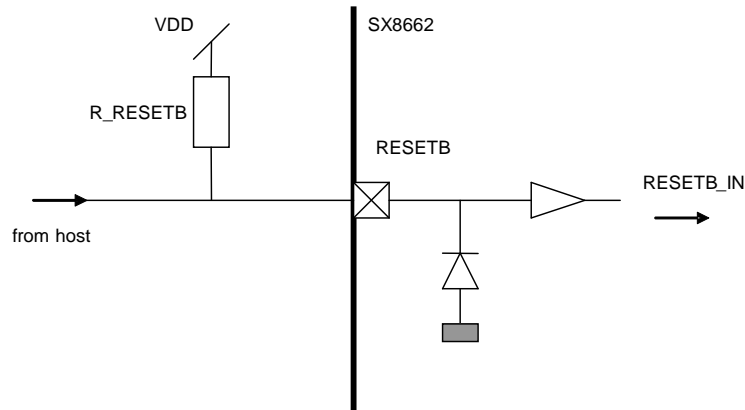 VDD
SX8662
R_RESETB
RESETB
RESETB_IN
from host